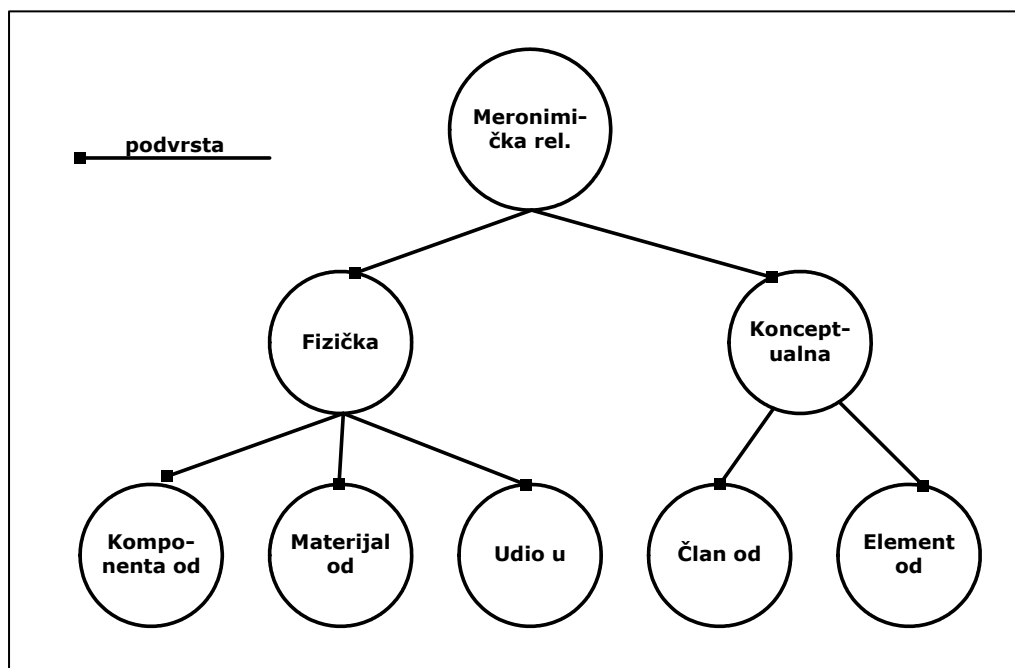 Meronimi-
čka rel.
podvrsta
Fizička
Koncept-
ualna
Kompo-
nenta od
Materijal
od
Udio u
Član od
Element
od